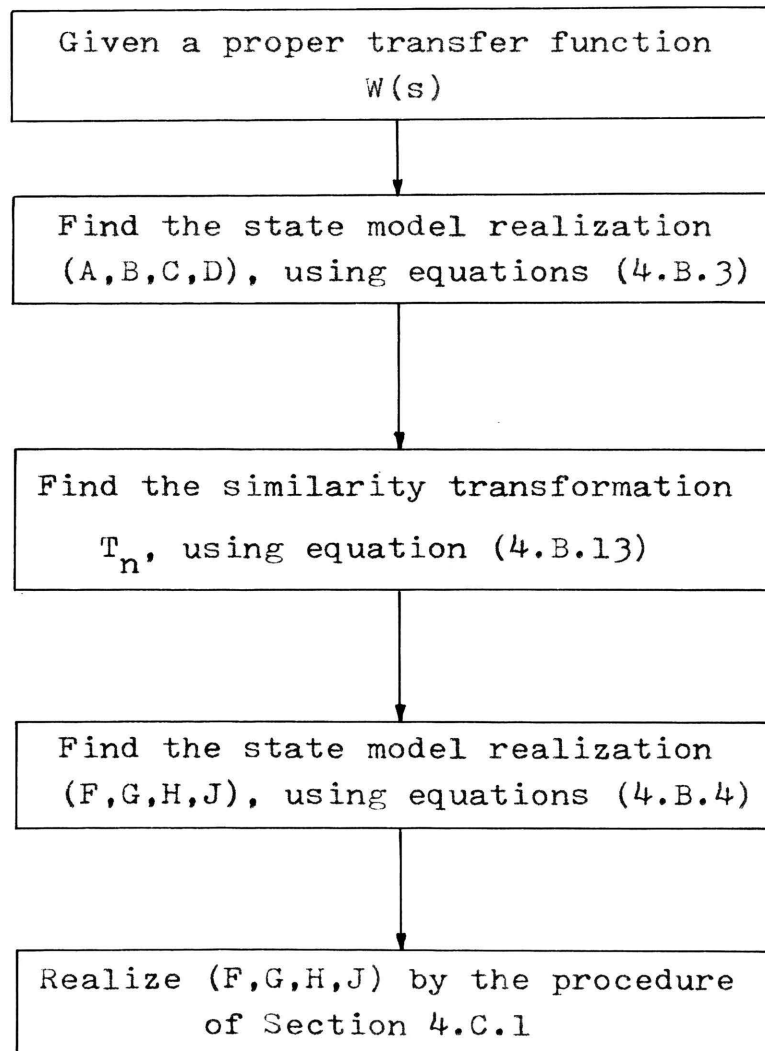 Given a proper transfer function
W(s)
Find the state model realization
(A,B,C,D), using equations (4.B.3)
Find the similarity transformation
Tn, using equation (4.B.13)
Find the state model realization
(F,G,H,J), using equations (4.B.4)
Realize (F,G,H,J) by the procedure
of Section 4.C.1